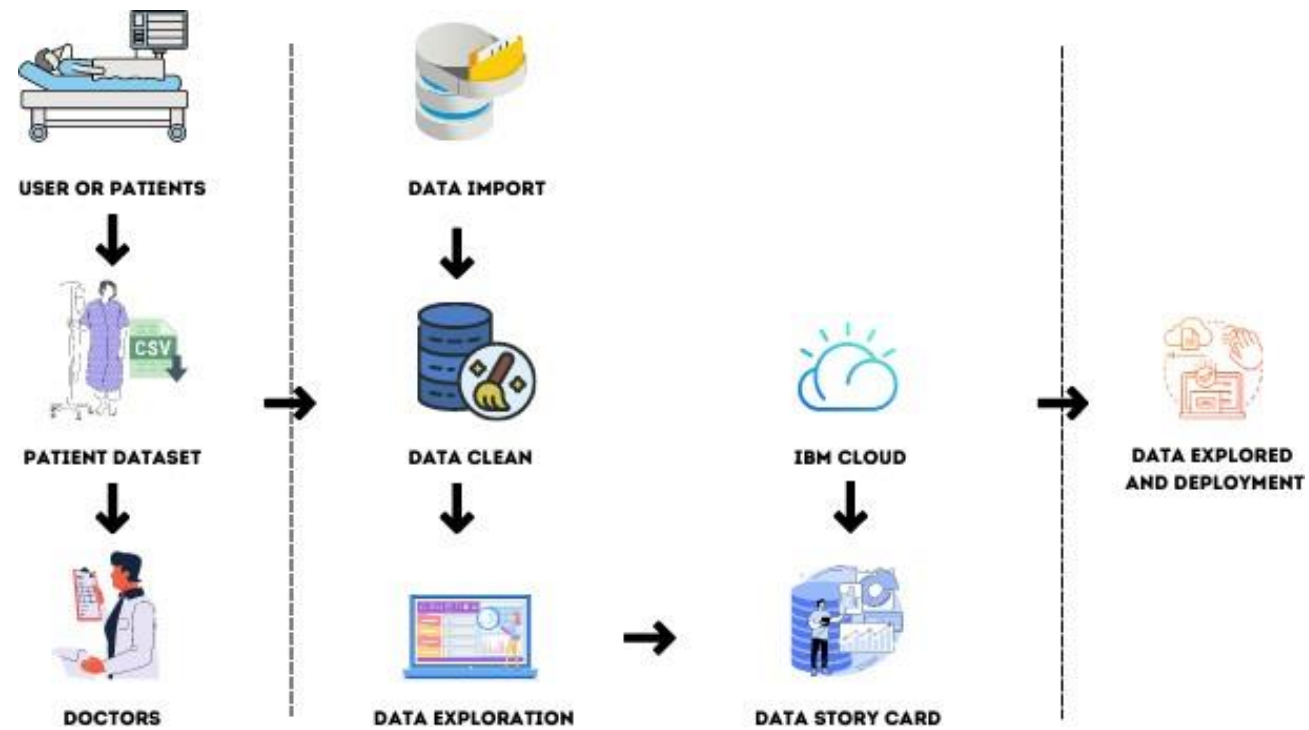 USER OR PATIENTS
CSV
PATIENT DATASET
DOCTORS
DATA IMPORT
DATA CLEAN
DATA EXPLORATION
IBM CLOUD
DATA STORY CARD
DATA EXPLORED
AND DEPLOYMENT